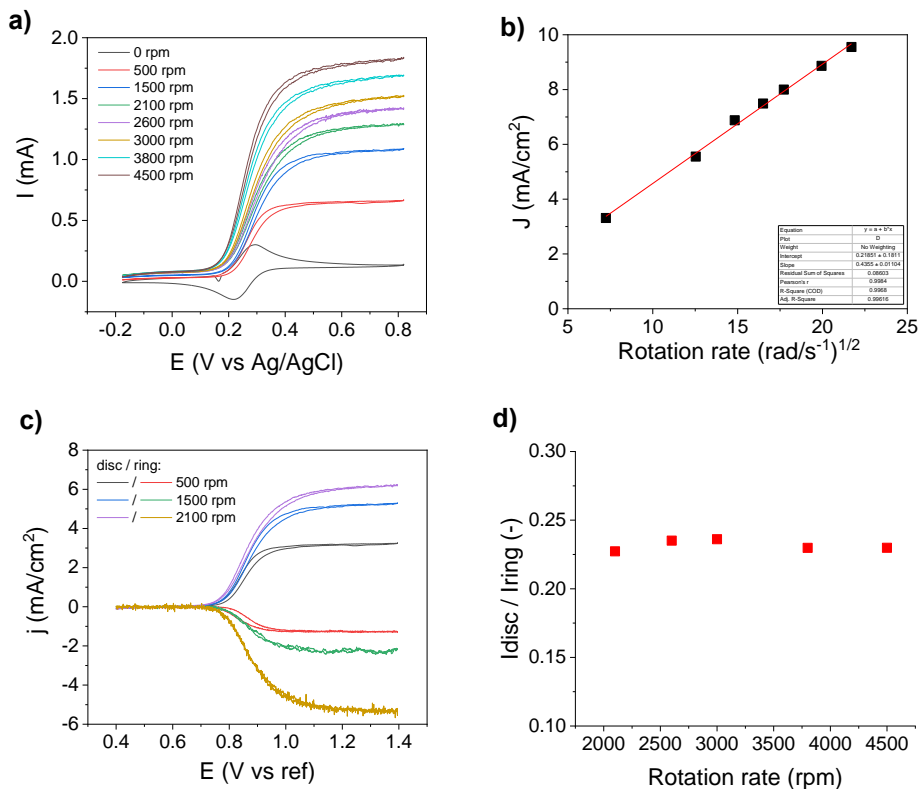 a)
2.0
1.5
1.0
0.5
0.0
I (mA)
0 rpm
500 rpm
1500 rpm
2100 rpm
2600 rpm
3000 rpm
3800 rpm
4500 rpm
-0.2 0.0 0.2 0.4 0.6 0.8
E (V vs Ag/AgCl)
b)
10
8
6
4
2
0
J (mA/cm²)
Equation y = a + b*x
Plot D
Weight No Weighting
Intercept 0.21851 ± 0.1811
Slope 0.4355 ± 0.01104
Residual Sum of Squares 0.08603
Pearson's r 0.9984
R-Square (COD) 0.9968
Adj. R-Square 0.99616
5 10 15 20 25
Rotation rate (rad/s⁻¹)¹/²
c)
8
6
4
2
0
-2
-4
-6
j (mA/cm²)
disc / ring:
/ 500 rpm
/ 1500 rpm
/ 2100 rpm
0.4 0.6 0.8 1.0 1.2 1.4
E (V vs ref)
d)
0.30
0.25
0.20
0.15
0.10
Idisc / Iring (-)
2000 2500 3000 3500 4000 4500
Rotation rate (rpm)